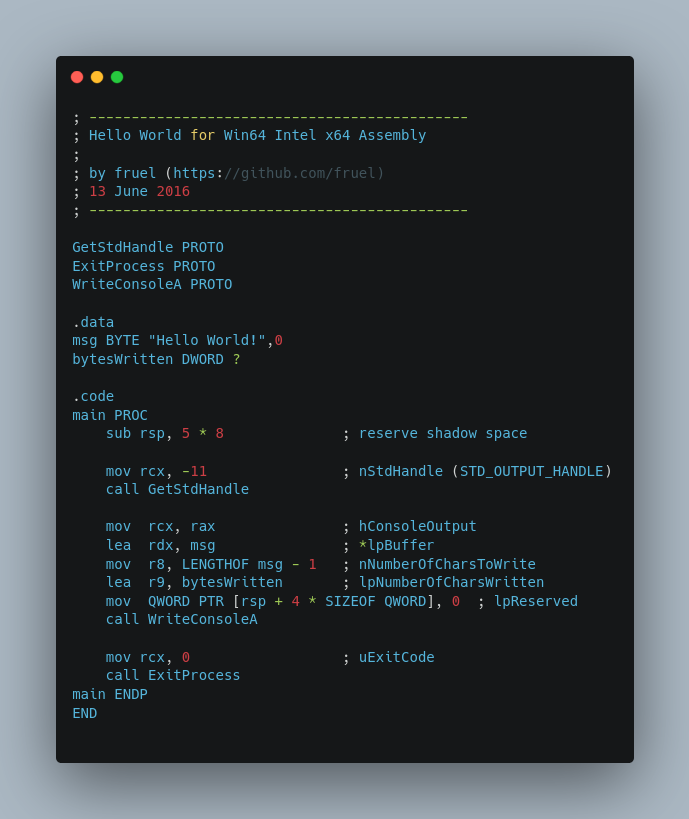 ; ---------------------------------------------
; Hello World for Win64 Intel x64 Assembly
;
; by fruel (https://github.com/fruel)
; 13 June 2016
; ---------------------------------------------
GetStdHandle PROTO
ExitProcess PROTO
WriteConsoleA PROTO
.data
msg BYTE "Hello World!",0
bytesWritten DWORD ?
.code
main PROC
    sub rsp, 5 * 8              ; reserve shadow space
    mov rcx, -11                ; nStdHandle (STD_OUTPUT_HANDLE)
    call GetStdHandle
    mov  rcx, rax               ; hConsoleOutput
    lea  rdx, msg               ; *lpBuffer
    mov  r8, LENGTHOF msg - 1   ; nNumberOfCharsToWrite
    lea  r9, bytesWritten       ; lpNumberOfCharsWritten
    mov  QWORD PTR [rsp + 4 * SIZEOF QWORD], 0  ; lpReserved
    call WriteConsoleA
    mov rcx, 0                  ; uExitCode
    call ExitProcess
main ENDP
END